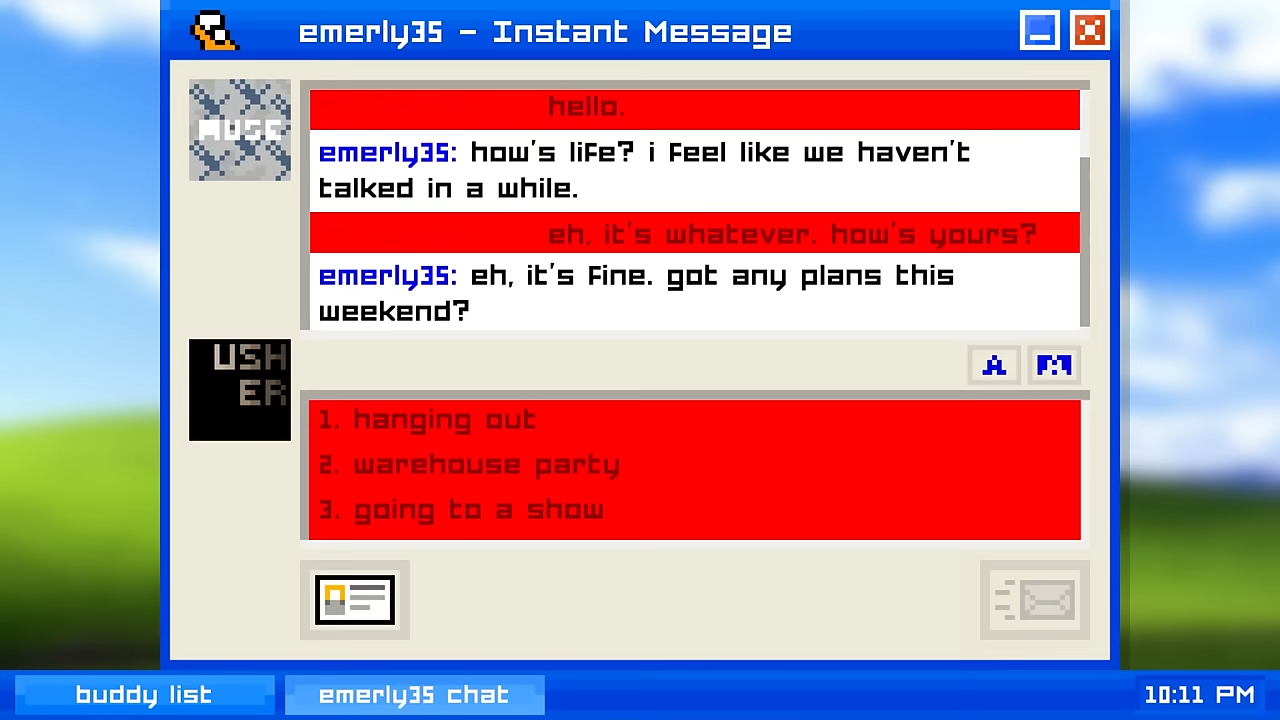 emerly35 - Instant Message
MUSE
hello.
emerly35: how's life? i feel like we haven't
talked in a while.
eh, it's whatever. how's yours?
emerly35: eh, it's fine. got any plans this
weekend?
USH
ER
A
1. hanging out
2. warehouse party
3. going to a show
buddy list
emerly35 chat
10:11 PM